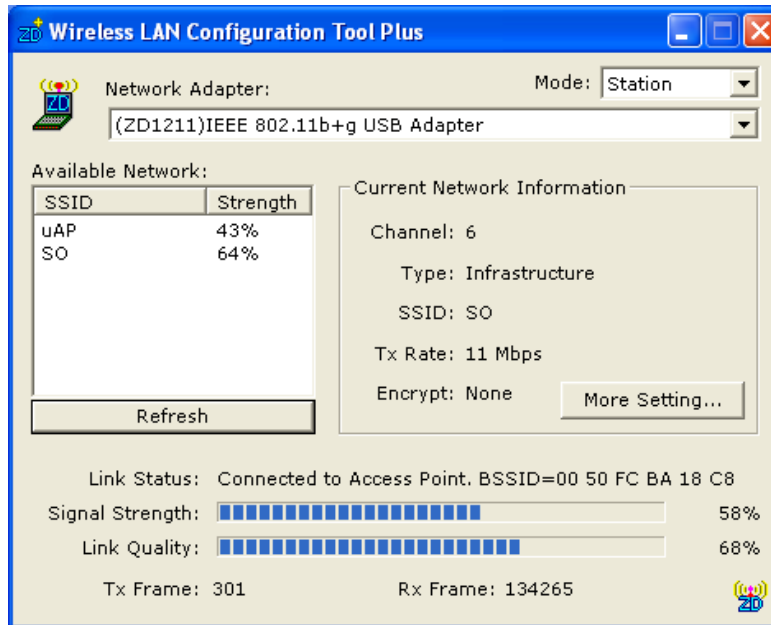 ZD Wireless LAN Configuration Tool Plus
ZD
Network Adapter:
Mode: Station
(ZD1211)IEEE 802.11b+g USB Adapter
Available Network:
SSID Strength
uAP 43%
SO 64%
Refresh
Current Network Information
Channel: 6
Type: Infrastructure
SSID: SO
Tx Rate: 11 Mbps
Encrypt: None
More Setting...
Link Status: Connected to Access Point. BSSID=00 50 FC BA 18 C8
Signal Strength: 58%
Link Quality: 68%
Tx Frame: 301 Rx Frame: 134265
ZD